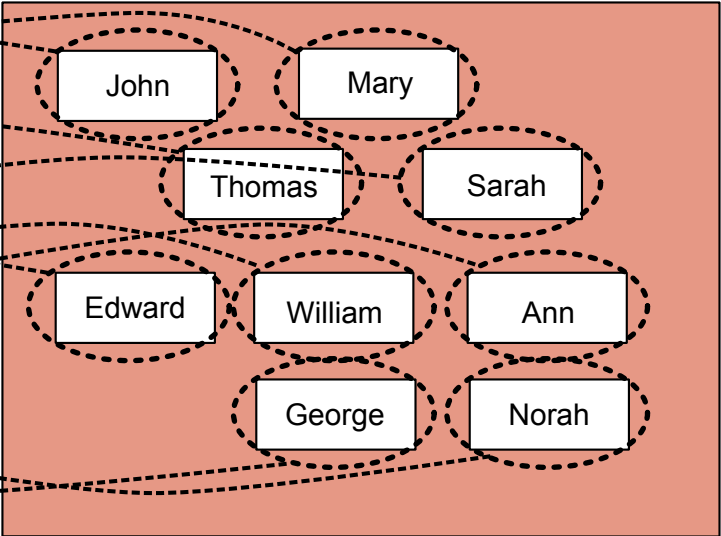 John
Mary
Thomas
Sarah
Edward
William
Ann
George
Norah